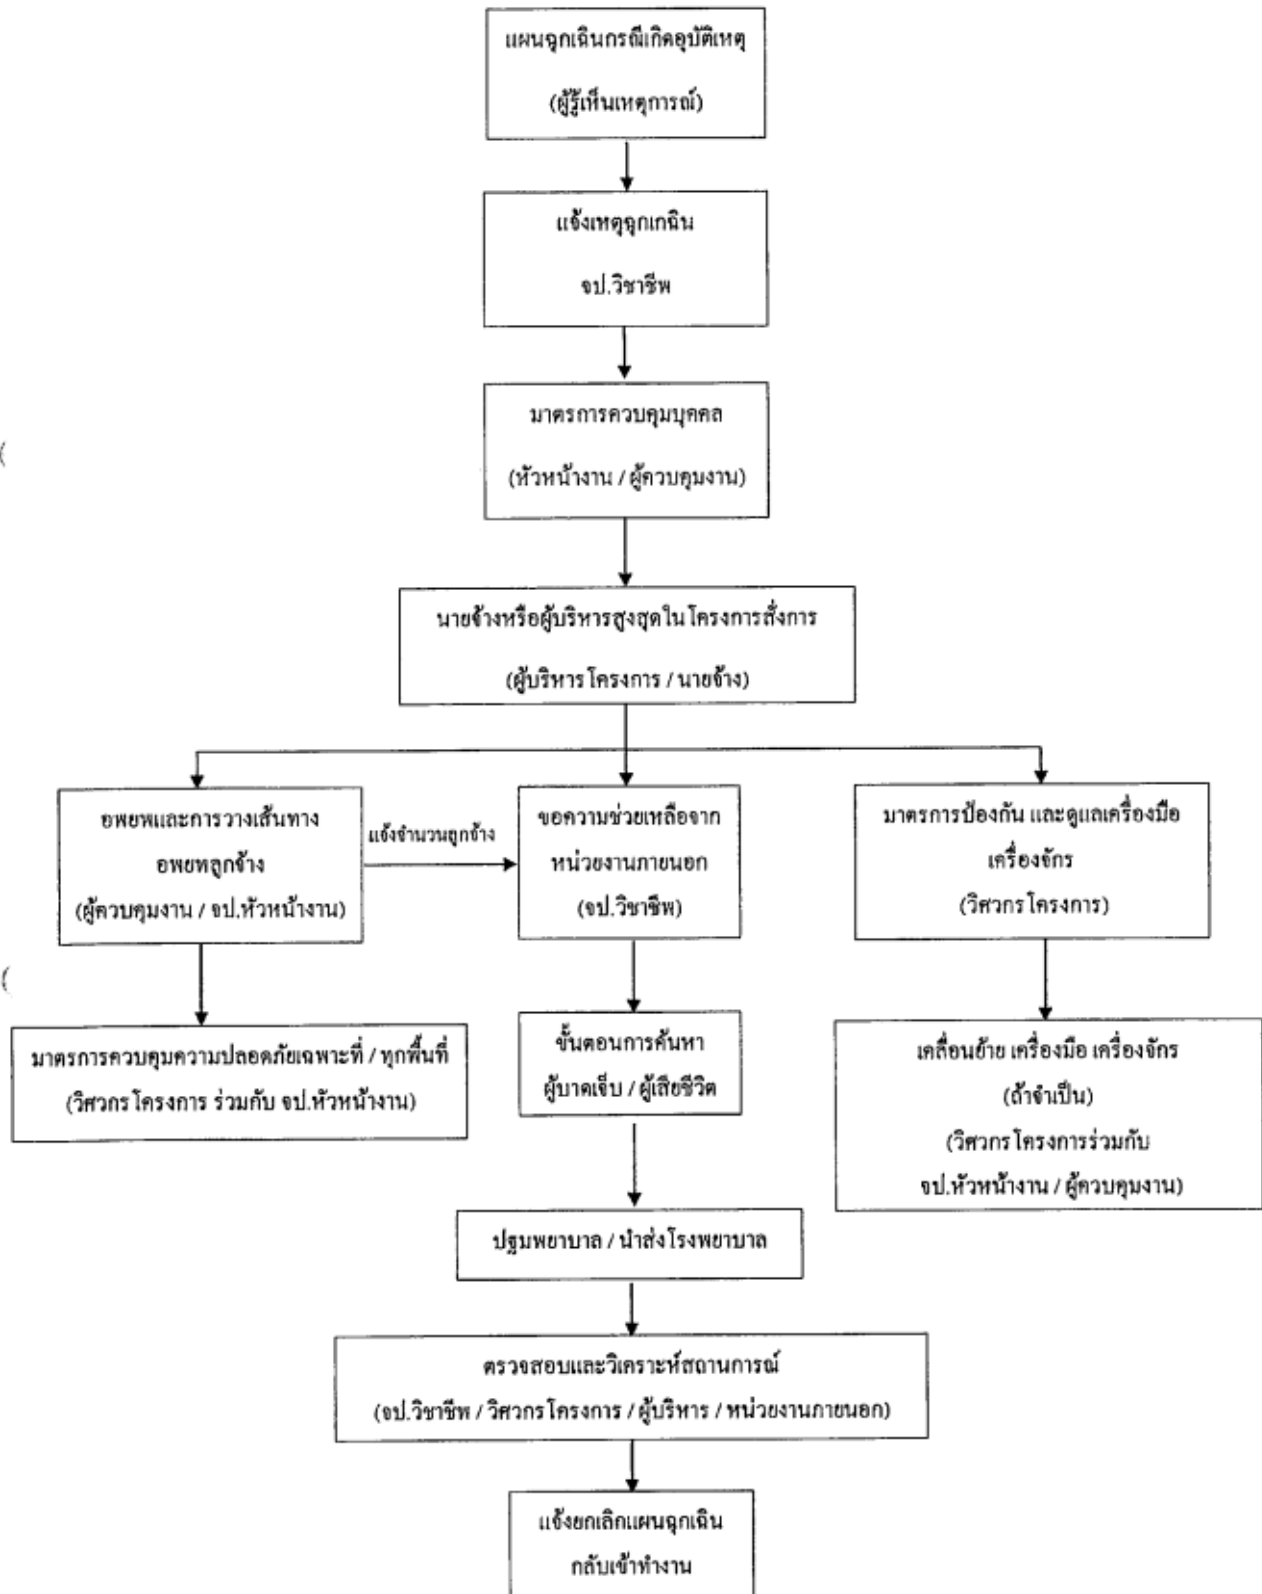 แผนฉุกเฉินกรณีเกิดอุบัติเหตุ
(ผู้รู้เห็นเหตุการณ์)
แจ้งเหตุฉุกเกฉิน
จป.วิชาชีพ
มาตรการควบคุมบุคคล
(หัวหน้างาน / ผู้ควบคุมงาน)
นายจ้างหรือผู้บริหารสูงสุดในโครงการสั่งการ
(ผู้บริหารโครงการ / นายจ้าง)
อพยพและการวางเส้นทาง
อพยหลูกจ้าง
(ผู้ควบคุมงาน / จป.หัวหน้างาน)
แจ้งจำนวนลูกจ้าง
ขอความช่วยเหลือจาก
หน่วยงานภายนอก
(จป.วิชาชีพ)
มาตรการป้องกัน และดูแลเครื่องมือ
เครื่องจักร
(วิศวกรโครงการ)
มาตรการควบคุมความปลอดภัยเฉพาะที่ / ทุกพื้นที่
(วิศวกรโครงการ ร่วมกับ จป.หัวหน้างาน)
ขั้นตอนการค้นหา
ผู้บาดเจ็บ / ผู้เสียชีวิต
เคลื่อนย้าย เครื่องมือ เครื่องจักร
(ถ้าจำเป็น)
(วิศวกรโครงการร่วมกับ
จป.หัวหน้างาน / ผู้ควบคุมงาน)
ปฐมพยาบาล / นำส่งโรงพยาบาล
ตรวจสอบและวิเคราะห์สถานการณ์
(จป.วิชาชีพ / วิศวกรโครงการ / ผู้บริหาร / หน่วยงานภายนอก)
แจ้งยกเลิกแผนฉุกเฉิน
กลับเข้าทำงาน